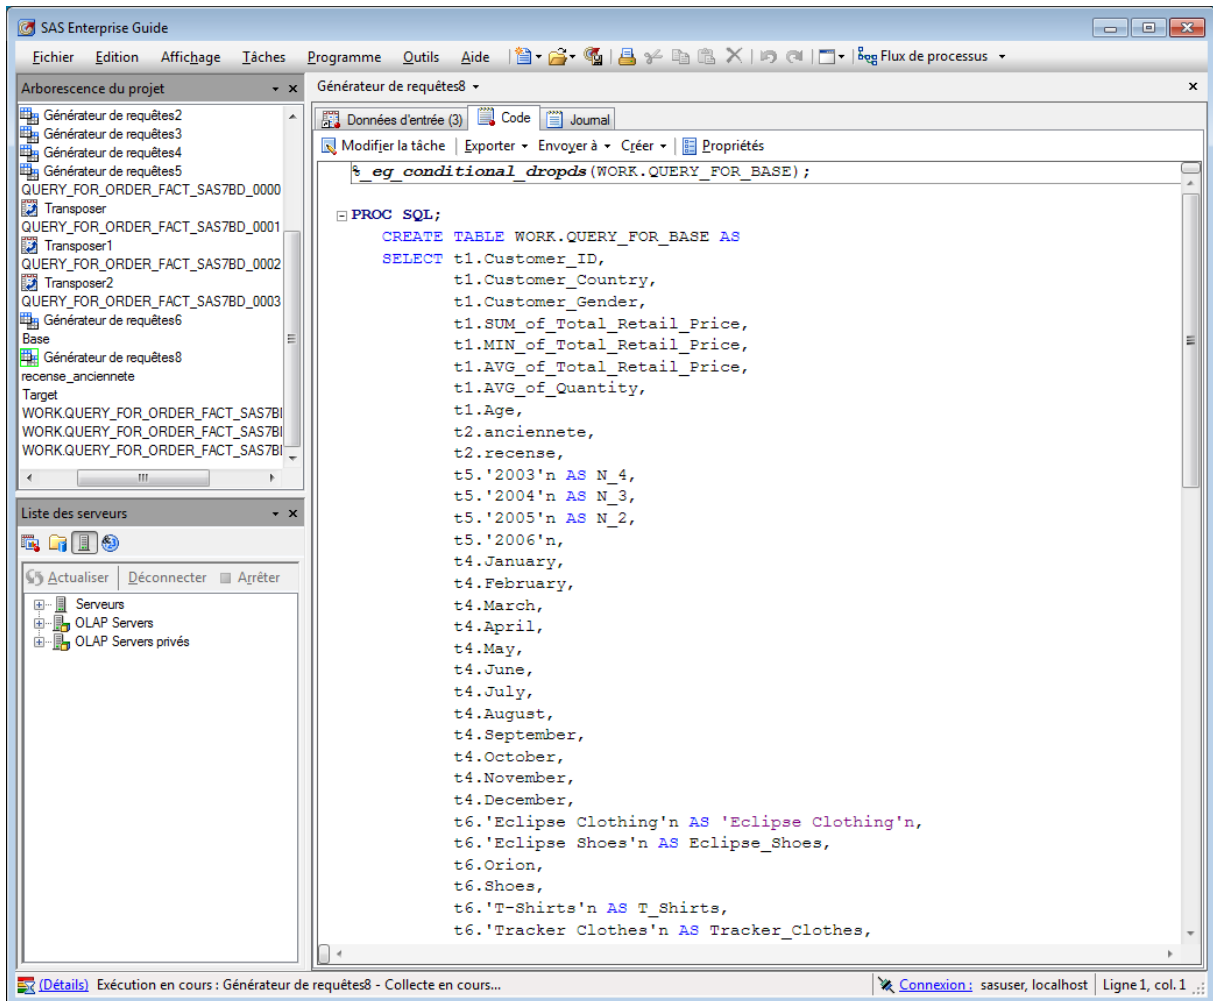 SAS Enterprise Guide
Fichier Edition Affichage Tâches Programme Outils Aide Flux de processus
Arborescence du projet
Générateur de requêtes2
Générateur de requêtes3
Générateur de requêtes4
Générateur de requêtes5
QUERY_FOR_ORDER_FACT_SAS7BD_0000
Transposer
QUERY_FOR_ORDER_FACT_SAS7BD_0001
Transposer1
QUERY_FOR_ORDER_FACT_SAS7BD_0002
Transposer2
QUERY_FOR_ORDER_FACT_SAS7BD_0003
Générateur de requêtes6
Base
Générateur de requêtes8
recense_anciennete
Target
WORK.QUERY_FOR_ORDER_FACT_SAS7BI
WORK.QUERY_FOR_ORDER_FACT_SAS7BI
WORK.QUERY_FOR_ORDER_FACT_SAS7BI
Liste des serveurs
Actualiser Déconnecter Arrêter
Serveurs
OLAP Servers
OLAP Servers privés
Générateur de requêtes8
Données d'entrée (3) Code Journal
Modifier la tâche Exporter Envoyer à Créer Propriétés
%_eg_conditional_dropds(WORK.QUERY_FOR_BASE);
PROC SQL;
CREATE TABLE WORK.QUERY_FOR_BASE AS
SELECT t1.Customer_ID,
t1.Customer_Country,
t1.Customer_Gender,
t1.SUM_of_Total_Retail_Price,
t1.MIN_of_Total_Retail_Price,
t1.AVG_of_Total_Retail_Price,
t1.AVG_of_Quantity,
t1.Age,
t2.anciennete,
t2.recense,
t5.'2003'n AS N_4,
t5.'2004'n AS N_3,
t5.'2005'n AS N_2,
t5.'2006'n,
t4.January,
t4.February,
t4.March,
t4.April,
t4.May,
t4.June,
t4.July,
t4.August,
t4.September,
t4.October,
t4.November,
t4.December,
t6.'Eclipse Clothing'n AS 'Eclipse Clothing'n,
t6.'Eclipse Shoes'n AS Eclipse_Shoes,
t6.Orion,
t6.Shoes,
t6.'T-Shirts'n AS T_Shirts,
t6.'Tracker Clothes'n AS Tracker_Clothes,
(Détails) Exécution en cours : Générateur de requêtes8 - Collecte en cours... Connexion : sasuser, localhost Ligne 1, col. 1